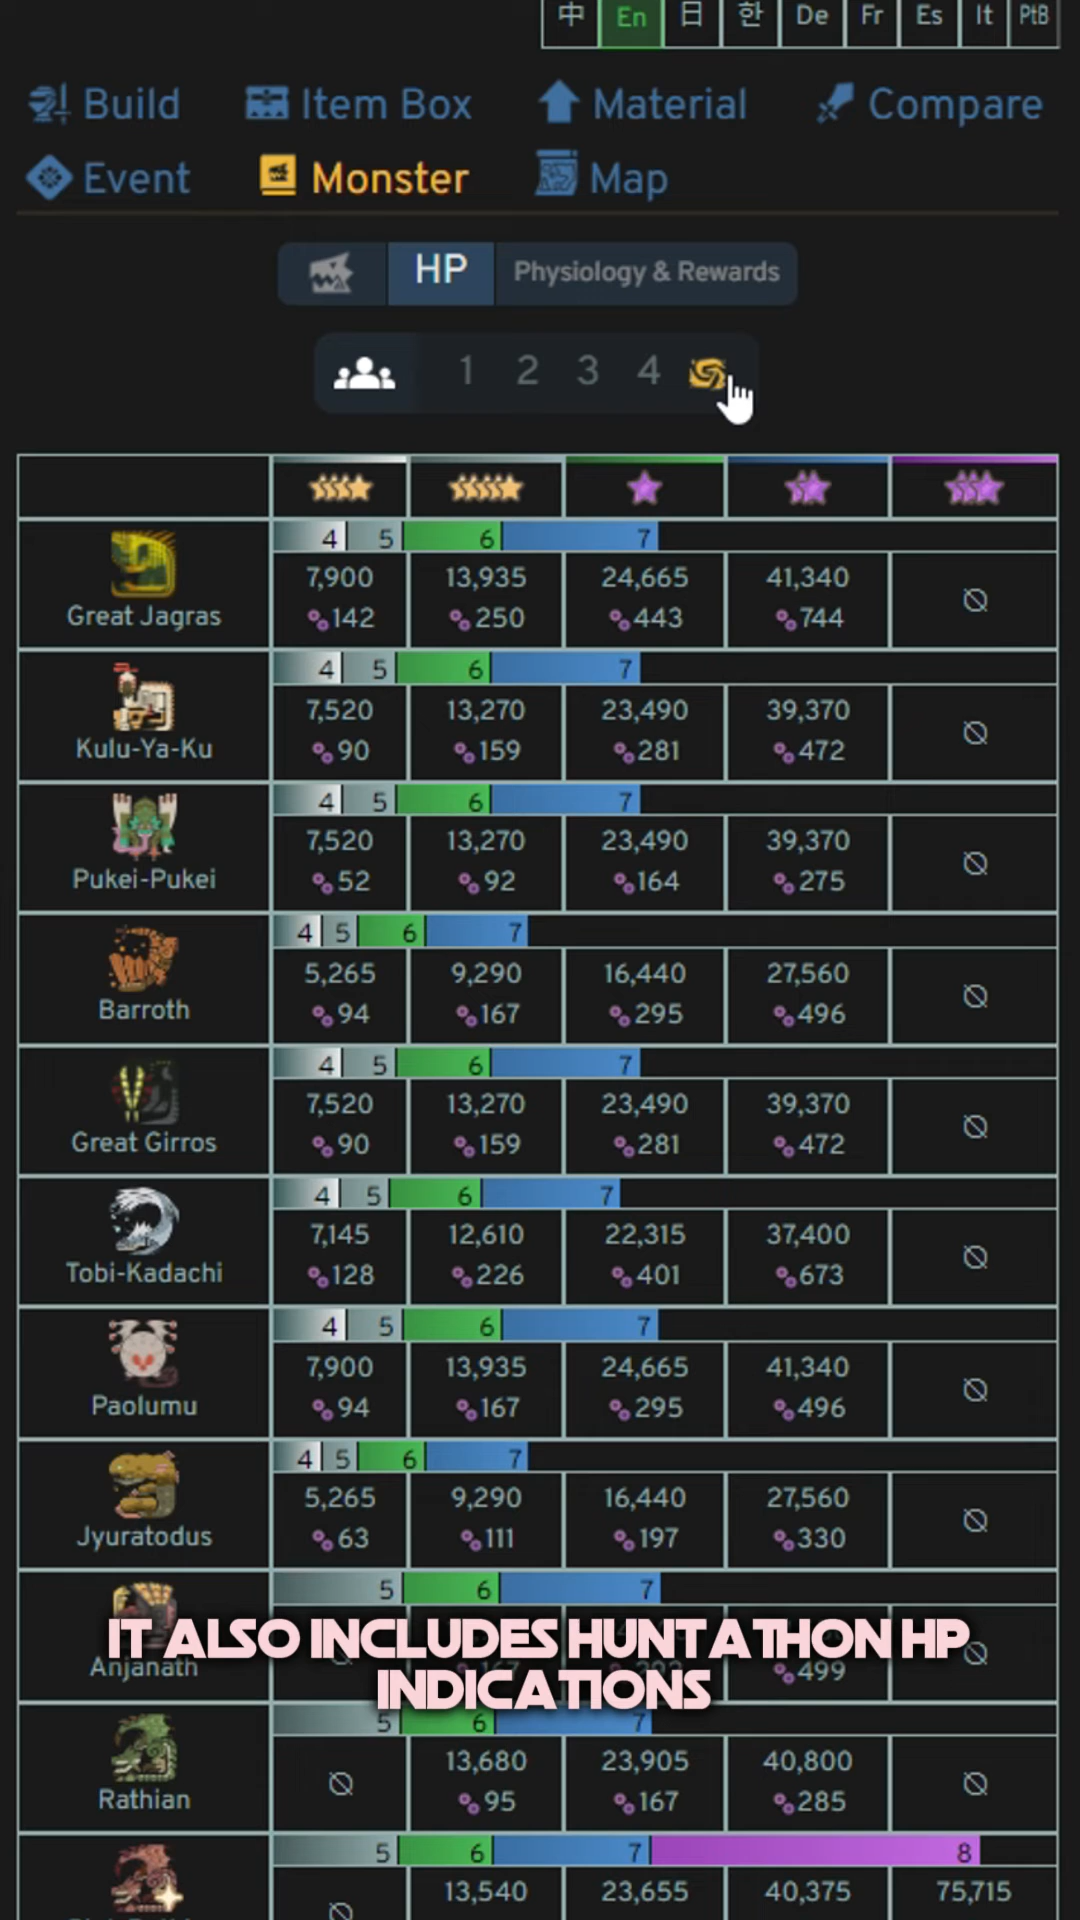 中 En 日 한 De Fr Es It PtB
Build Item Box Material Compare
Event Monster Map
HP Physiology & Rewards
1 2 3 4
4 5 6 7
7,900 13,935 24,665 41,340
Great Jagras 142 250 443 744
4 5 6 7
7,520 13,270 23,490 39,370
Kulu-Ya-Ku 90 159 281 472
4 5 6 7
7,520 13,270 23,490 39,370
Pukei-Pukei 52 92 164 275
4 5 6 7
5,265 9,290 16,440 27,560
Barroth 94 167 295 496
4 5 6 7
7,520 13,270 23,490 39,370
Great Girros 90 159 281 472
4 5 6 7
7,145 12,610 22,315 37,400
Tobi-Kadachi 128 226 401 673
4 5 6 7
7,900 13,935 24,665 41,340
Paolumu 94 167 295 496
4 5 6 7
5,265 9,290 16,440 27,560
Jyuratodus 63 111 197 330
5 6 7
IT ALSO INCLUDES HUNTATHON HP
Anjanath 499
INDICATIONS
5 6 7
13,680 23,905 40,800
Rathian 95 167 285
5 6 7 8
13,540 23,655 40,375 75,715